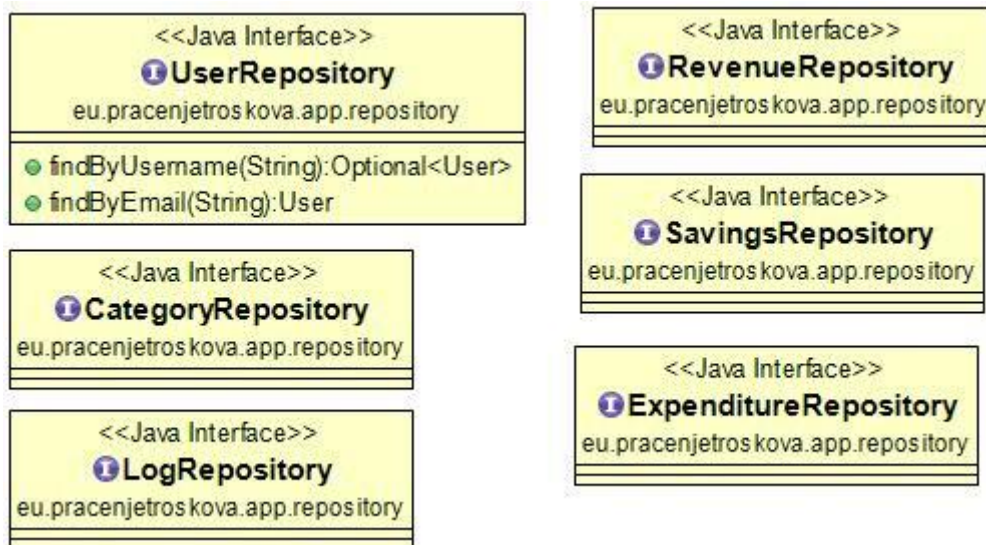 <<Java Interface>>
UserRepository
eu.pracenjetroskova.app.repository
findByUsername(String):Optional<User>
findByEmail(String):User
<<Java Interface>>
CategoryRepository
eu.pracenjetroskova.app.repository
<<Java Interface>>
LogRepository
eu.pracenjetroskova.app.repository
<<Java Interface>>
RevenueRepository
eu.pracenjetroskova.app.repository
<<Java Interface>>
SavingsRepository
eu.pracenjetroskova.app.repository
<<Java Interface>>
ExpenditureRepository
eu.pracenjetroskova.app.repository